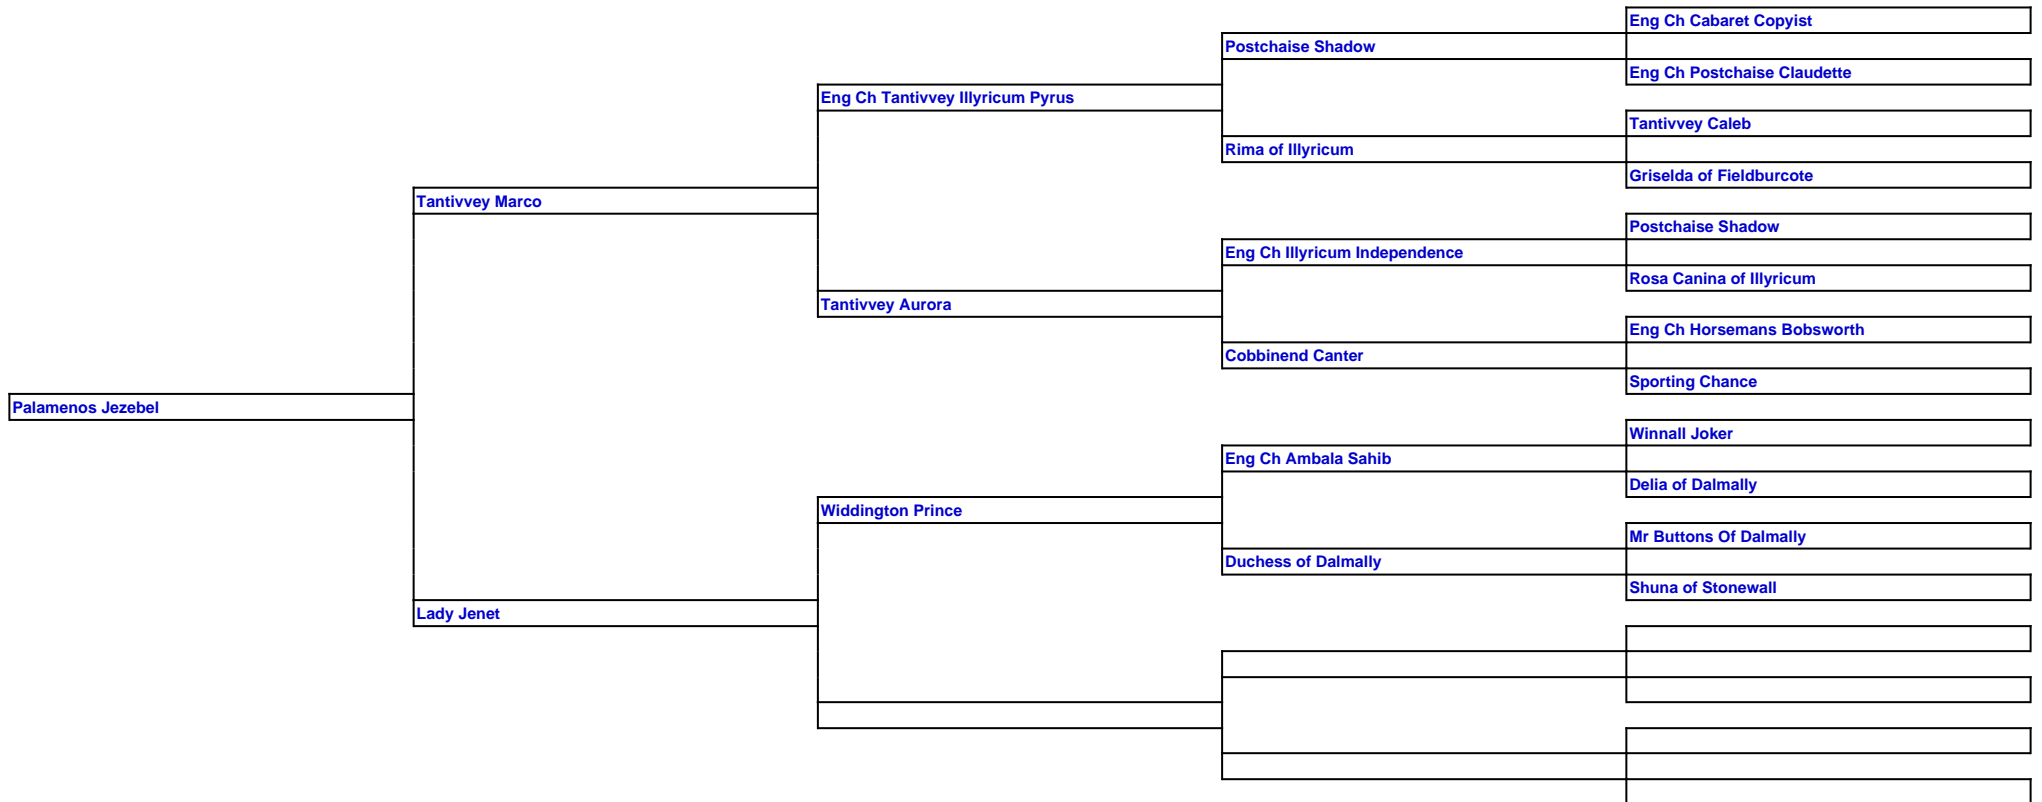 Eng Ch Cabaret Copyist
Postchaise Shadow
Eng Ch Postchaise Claudette
Eng Ch Tantivvey Illyricum Pyrus
Tantivvey Caleb
Rima of Illyricum
Griselda of Fieldburcote
Tantivvey Marco
Postchaise Shadow
Eng Ch Illyricum Independence
Rosa Canina of Illyricum
Tantivvey Aurora
Eng Ch Horsemans Bobsworth
Cobbinend Canter
Sporting Chance
Palamenos Jezebel
Winnall Joker
Eng Ch Ambala Sahib
Delia of Dalmally
Widdington Prince
Mr Buttons Of Dalmally
Duchess of Dalmally
Shuna of Stonewall
Lady Jenet